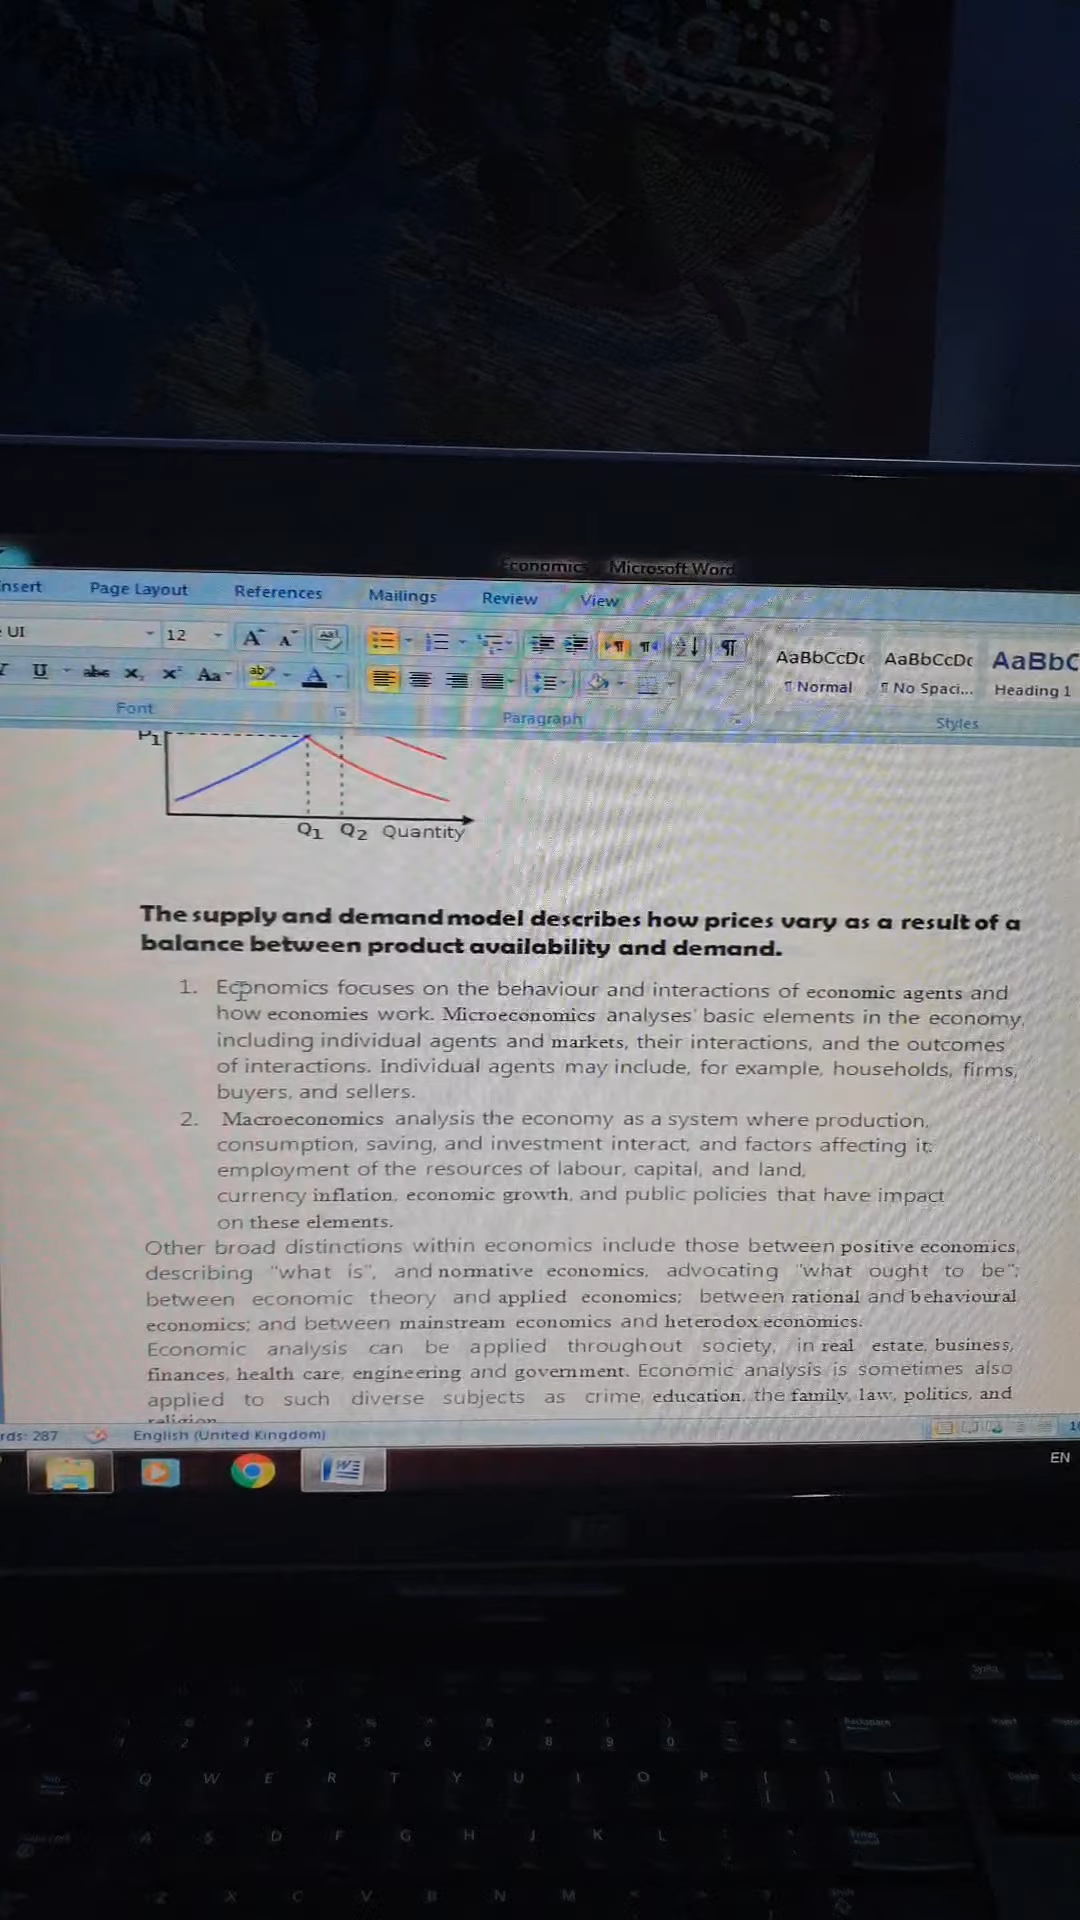 Economics - Microsoft Word
Insert Page Layout References Mailings Review View
UI 12
Font Paragraph Styles
AaBbCcDc AaBbCcDc AaBbC
¶ Normal ¶ No Spaci... Heading 1
P1
Q1 Q2 Quantity
The supply and demand model describes how prices vary as a result of a
balance between product availability and demand.
1. Economics focuses on the behaviour and interactions of economic agents and
how economies work. Microeconomics analyses basic elements in the economy,
including individual agents and markets, their interactions, and the outcomes
of interactions. Individual agents may include, for example, households, firms,
buyers, and sellers.
2. Macroeconomics analysis the economy as a system where production,
consumption, saving, and investment interact, and factors affecting it:
employment of the resources of labour, capital, and land,
currency inflation, economic growth, and public policies that have impact
on these elements.
Other broad distinctions within economics include those between positive economics,
describing "what is", and normative economics, advocating "what ought to be";
between economic theory and applied economics; between rational and behavioural
economics; and between mainstream economics and heterodox economics.
Economic analysis can be applied throughout society, in real estate, business,
finances, health care, engineering and government. Economic analysis is sometimes also
applied to such diverse subjects as crime, education, the family, law, politics, and
religion
rds: 287 English (United Kingdom)
EN
Backspace
Q W E R T Y U I O P
A S D F G H J K L
Z X C V B N M